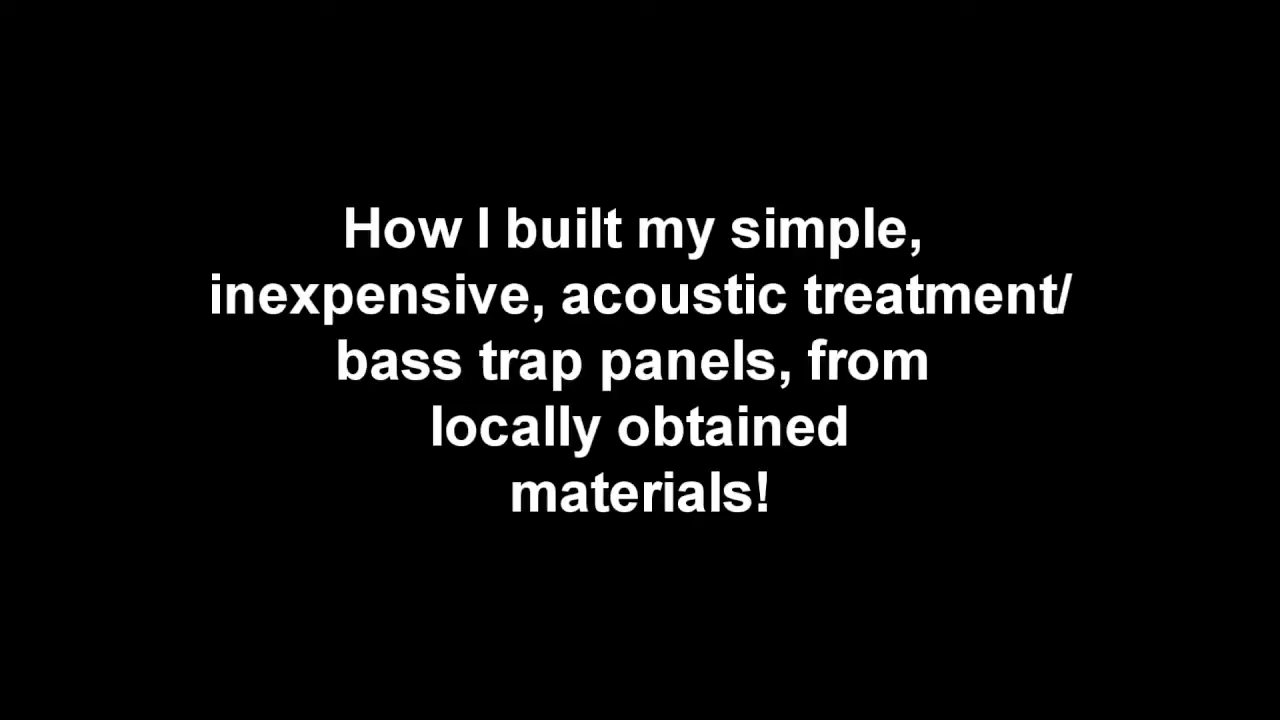 How I built my simple,
inexpensive, acoustic treatment/
bass trap panels, from
locally obtained
materials!